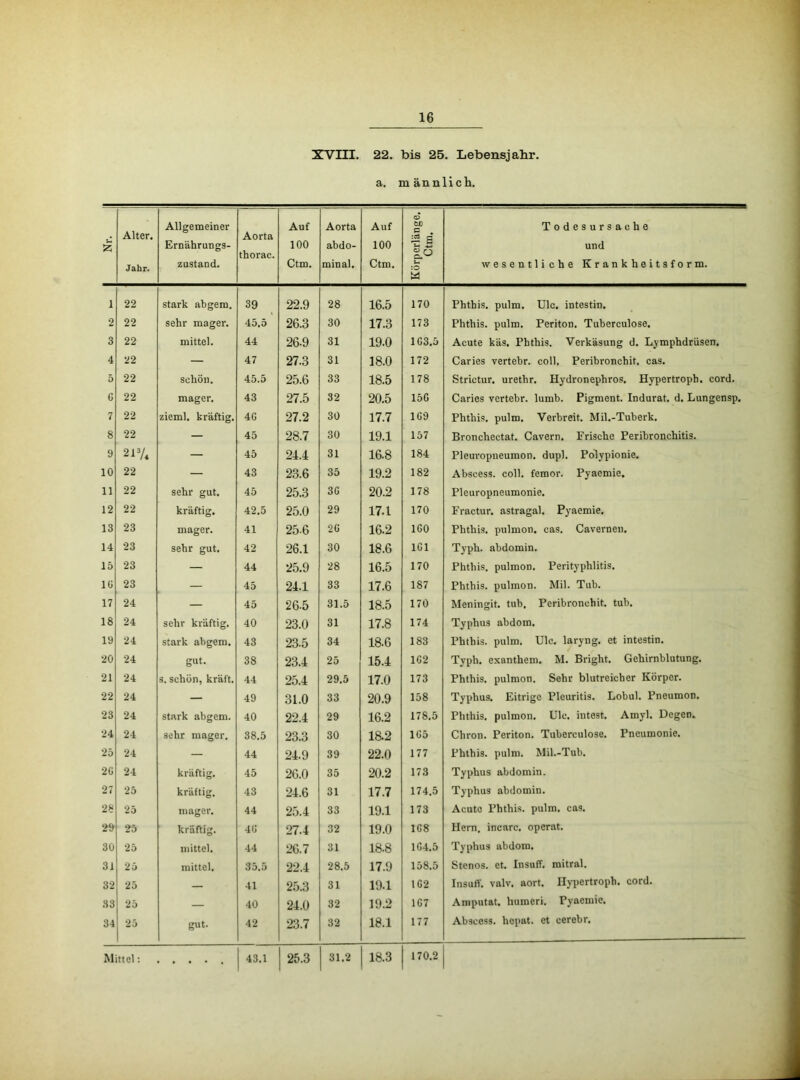 16
XVIII. 22. bis 25. Lebensjahr.
a. männlich.
Nr. Alter. Jahr. Allgemeiner Ernährungs-zustand. Aorta thorac. Auf 100 Ctm. Aorta abdo-minal. Auf 100 Ctm. Körperlänge. Ctm. Todesursache und wesentliche Krankheitsform.
1 22 stark abgem. 39 22.9 28 16.5 170 Phthis. pulm. Ulc. intestin.
2 22 sehr mager. 45.5 26.3 30 17.3 173 Phthis. pulm. Periton. Tuberculose.
3 22 mittel. 44 26.9 31 19.0 163.5 Acute käs. Phthis. Verkäsung d. Lymphdrüsen.
4 22 — 47 27.3 31 18.0 172 Caries vertebr. coll. Peribronchit. cas.
5 22 schön. 45.5 25.6 33 18.5 178 Strictur. urethr. Hydronephros. Hypertroph. cord.
6 22 mager. 43 27.5 32 20.5 156 Caries vertebr. lumb. Pigment. Indurat. d. Lungensp.
7 22 zieml. kräftig. 46 27.2 30 17.7 169 Phthis. pulm. Verbreit. Mil.-Tuberk.
8 22 — 45 28.7 30 19.1 157 Bronchectat. Cavern. Frische Peribronchitis.
9 21¾ — 45 24.4 31 16.8 184 Pleuropneumon. dupl. Polypionie.
10 22 — 43 23.6 35 19.2 182 Abscess. coll. femor. Pyaemie.
11 22 sehr gut. 45 25.3 36 20.2 178 Pleuropneumonie.
12 22 kräftig. 42.5 25.0 29 17.1 170 Fractur. astragal. Pyaemie.
13 23 mager. 41 25.6 26 16.2 160 Phthis. pulmon. cas. Cavernen.
14 23 sehr gut. 42 26.1 30 18.6 161 Typh. abdomin.
15 23 — 44 25.9 28 16.5 170 Phthis. pulmon. Perityphlitis.
16 23 — 45 24.1 33 17.6 187 Phthis. pulmon. Mil. Tub.
17 24 — 45 26.5 31.5 18.5 170 Meningit. tub. Peribronchit. tub.
18 24 sehr kräftig. 40 23.0 31 17.8 174 Typhus abdom.
19 24 stark abgem. 43 23.5 34 18.6 183 Phthis. pulm. Ulc. laryng. et intestin.
20 24 gut. 38 23.4 25 15.4 162 Typh. exanthem. M. Bright. Gehirnblutung.
21 24 s. schön, kräft. 44 25.4 29.5 17.0 173 Phthis. pulmon. Sehr blutreicher Körper.
22 24 — 49 31.0 33 20.9 158 Typhus. Eitrige Pleuritis. Lobul. Pneumon.
23 24 stark abgem. 40 22.4 29 16.2 178.5 Phthis. pulmon. Ulc. intest. Amyl. Degen.
24 24 sehr mager. 38.5 23.3 30 18.2 165 Chron. Periton. Tuberculose. Pneumonie.
25 24 — 44 24.9 39 22.0 177 Phthis. pulm. Mil.-Tub.
26 24 kräftig. 45 26.0 35 20.2 173 Typhus abdomin.
27 25 kräftig. 43 24.6 31 17.7 174.5 Typhus abdomin.
28 25 mager. 44 25.4 33 19.1 173 Acute Phthis. pulm. cas.
29 25 kräftig. 46 27.4 32 19.0 168 Hern. incarc. operat.
30 25 mittel. 44 26.7 31 18.8 164.5 Typhus abdom.
31 25 mittel. 35.5 22.4 28.5 17.9 158.5 Stenos. et. Insuff. mitral.
32 25 — 41 25.3 31 19.1 162 Insuff. valv. aort. Hypertroph. cord.
33 25 — 40 24.0 32 19.2 167 Amputat. humeri. Pyaemie.
34 25 gut. 42 23.7 32 18.1 177 Abscess. hepat. et cerebr.
Mittel: . . . . . 43.1 25.3 31.2 18.3 170.2